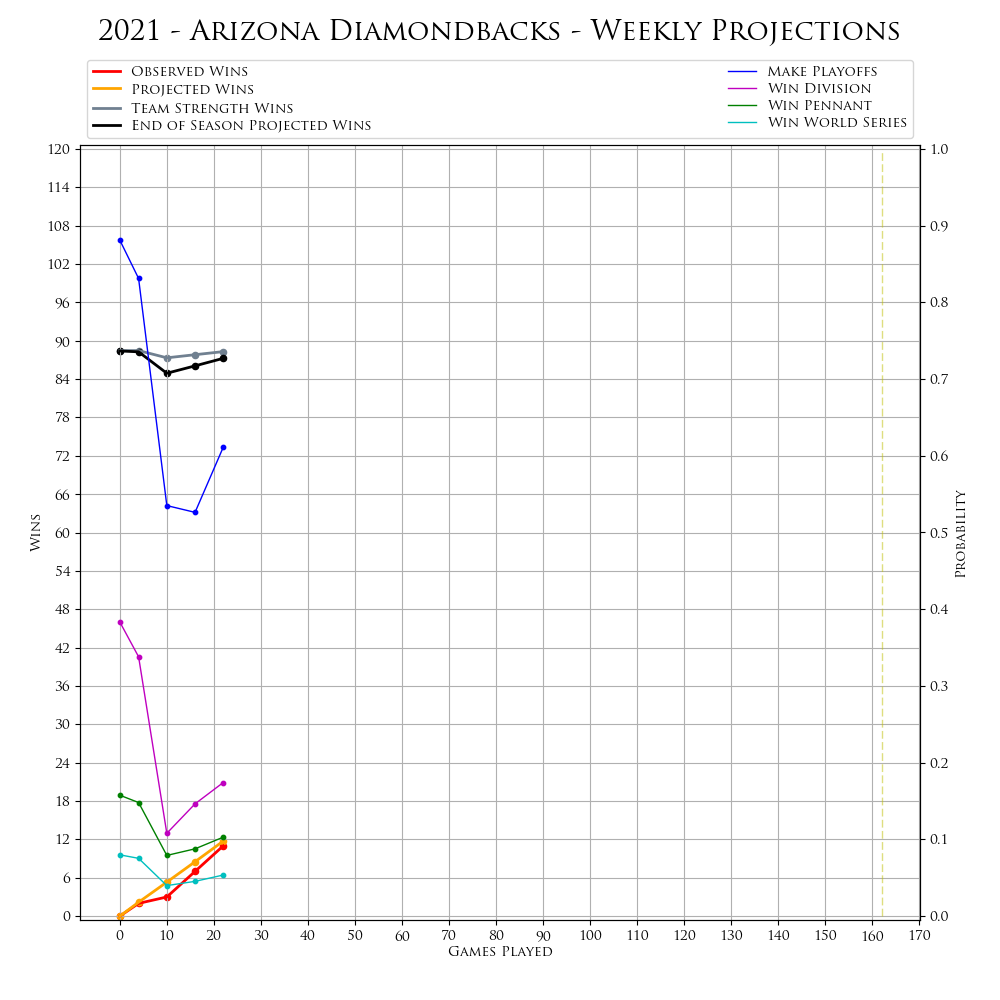 2021 - Arizona Diamondbacks - Weekly Projections
Observed Wins
Projected Wins
Team Strength Wins
End of Season Projected Wins
Make Playoffs
Win Division
Win Pennant
Win World Series
120
114
108
102
96
90
84
78
72
66
60
54
48
42
36
30
24
18
12
6
0
Wins
1.0
0.9
0.8
0.7
0.6
0.5
0.4
0.3
0.2
0.1
0.0
Probability
0 10 20 30 40 50 60 70 80 90 100 110 120 130 140 150 160 170
Games Played